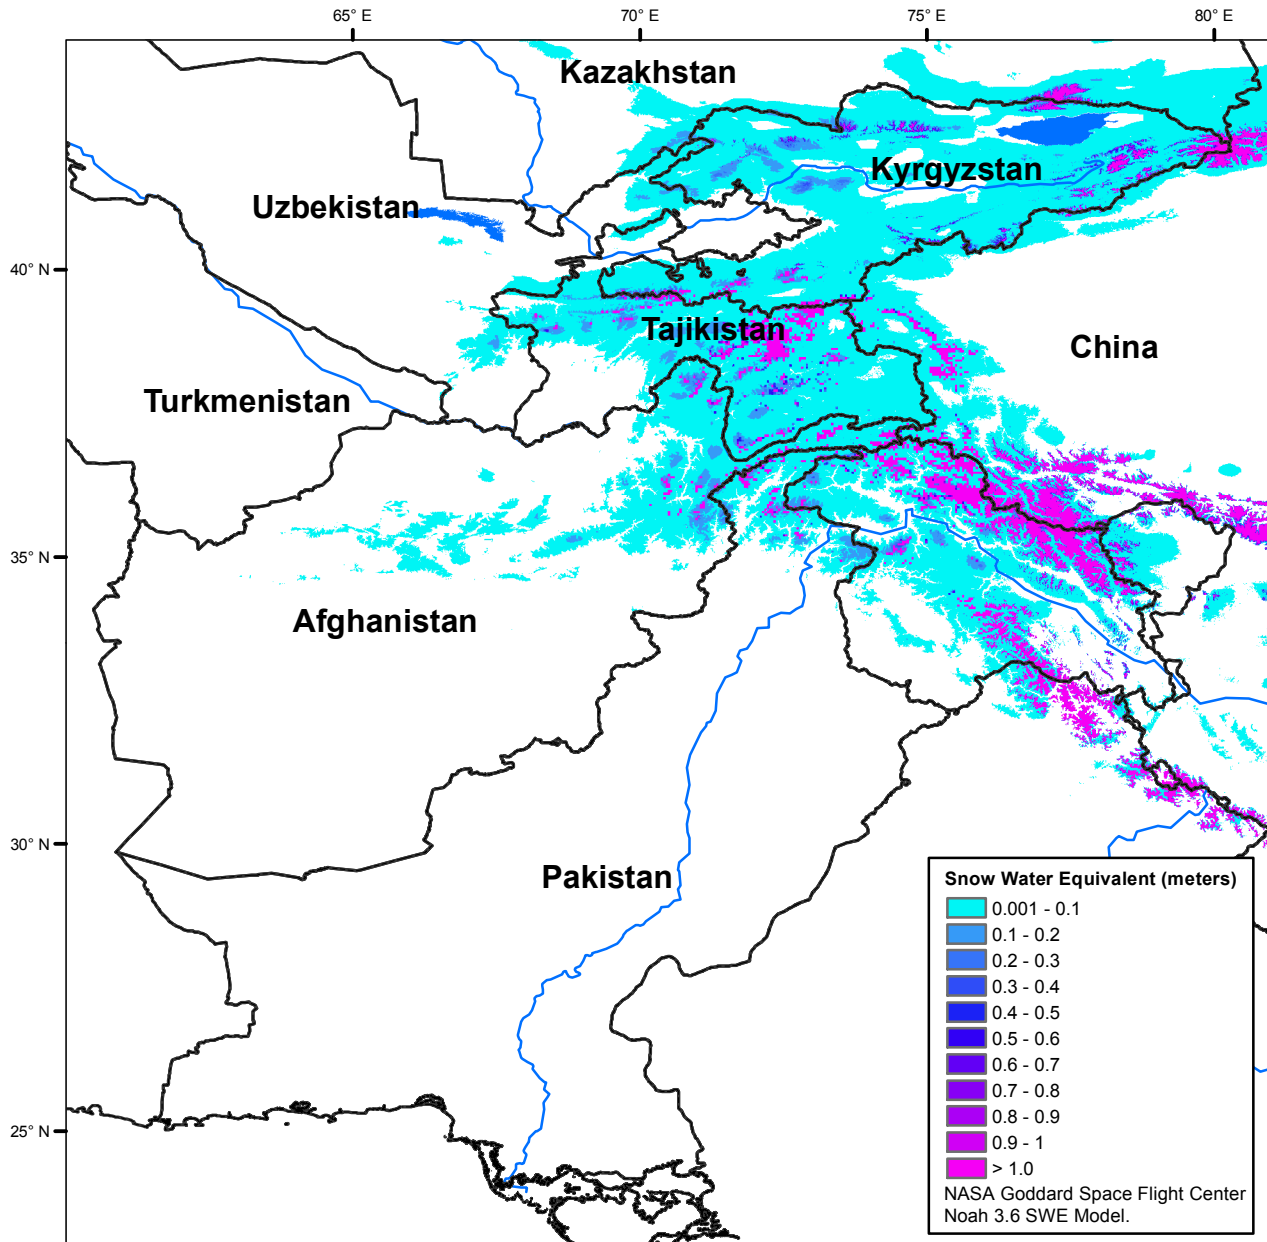 65° E
70° E
75° E
80° E
Kazakhstan
Kyrgyzstan
Uzbekistan
40° N
Tajikistan
China
Turkmenistan
35° N
Afghanistan
30° N
Pakistan
25° N
Snow Water Equivalent (meters)
0.001 - 0.1
0.1 - 0.2
0.2 - 0.3
0.3 - 0.4
0.4 - 0.5
0.5 - 0.6
0.6 - 0.7
0.7 - 0.8
0.8 - 0.9
0.9 - 1
> 1.0
NASA Goddard Space Flight Center
Noah 3.6 SWE Model.